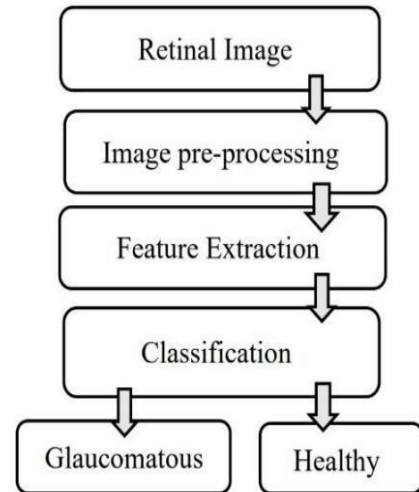 Retinal Image
Image pre-processing
Feature Extraction
Classification
Glaucomatous
Healthy